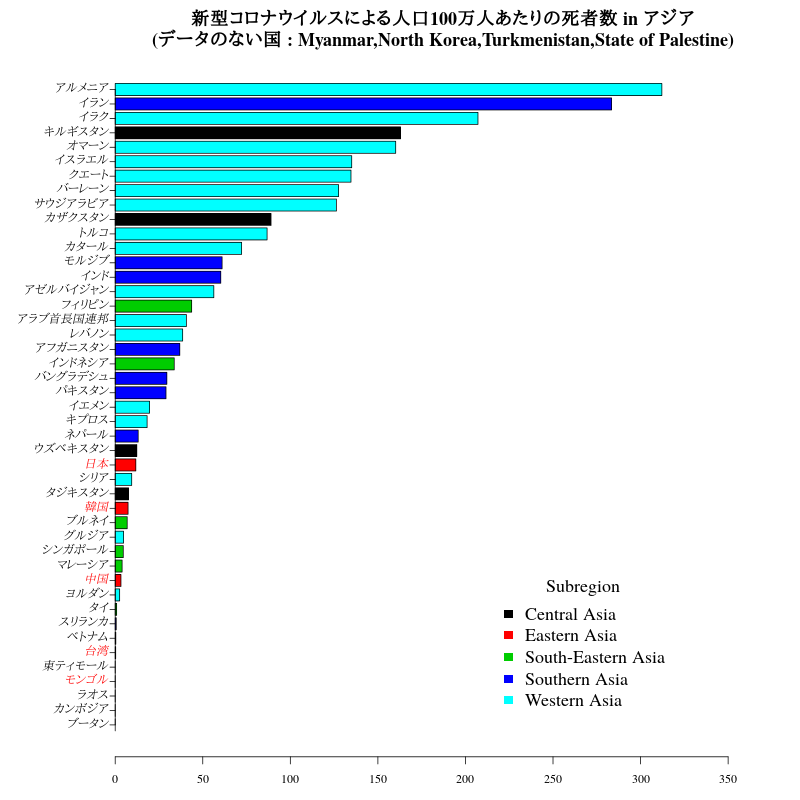 新型コロナウイルスによる人口100万人あたりの死者数 in アジア
(データのない国 : Myanmar,North Korea,Turkmenistan,State of Palestine)
アルメニア
イラン
イラク
キルギスタン
オマーン
イスラエル
クエート
バーレーン
サウジアラビア
カザクスタン
トルコ
カタール
モルジブ
インド
アゼルバイジャン
フィリピン
アラブ首長国連邦
レバノン
アフガニスタン
インドネシア
バングラデシュ
パキスタン
イエメン
キプロス
ネパール
ウズベキスタン
日本
シリア
タジキスタン
韓国
ブルネイ
グルジア
シンガポール
マレーシア
中国
ヨルダン
タイ
スリランカ
ベトナム
台湾
東ティモール
モンゴル
ラオス
カンボジア
ブータン
Subregion
Central Asia
Eastern Asia
South-Eastern Asia
Southern Asia
Western Asia
0 50 100 150 200 250 300 350